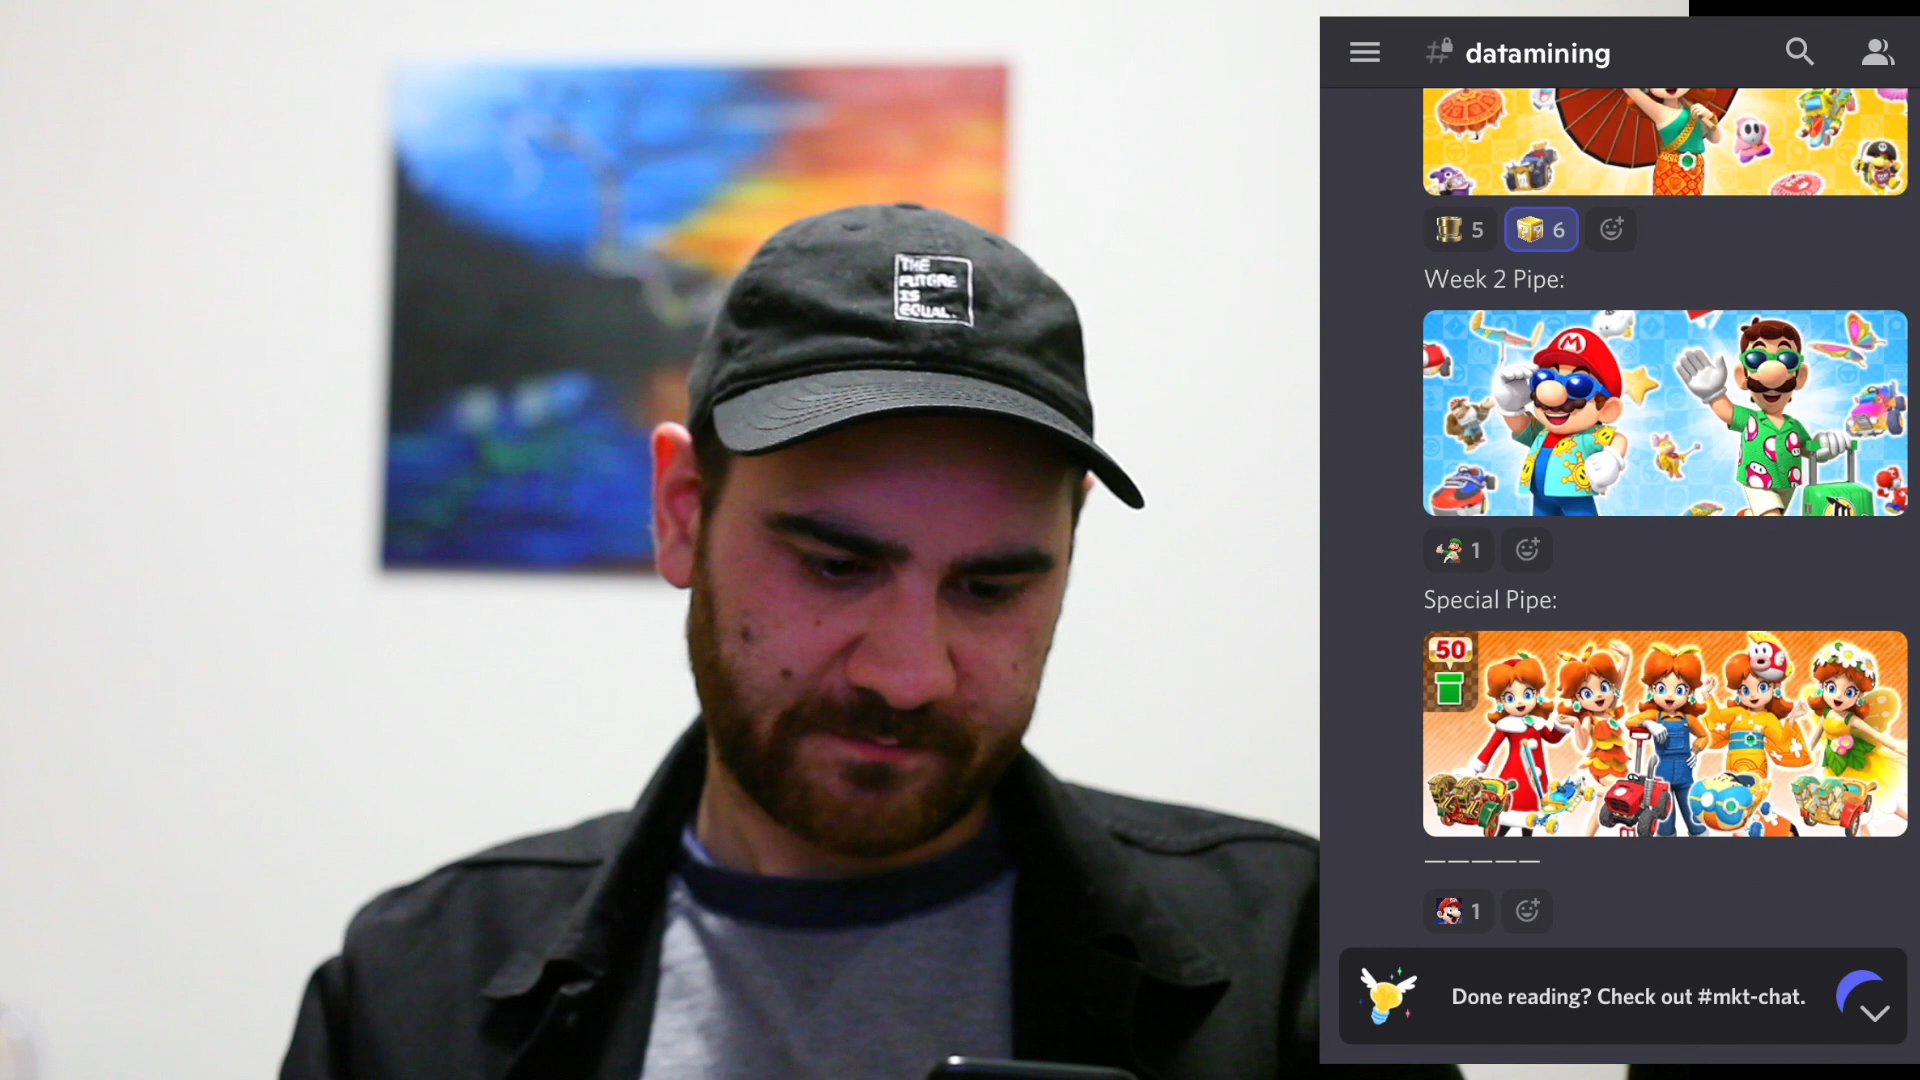 THE
FUTURE
IS
EQUAL.
datamining
5
6
Week 2 Pipe:
M
1
Special Pipe:
50
—————
1
Done reading? Check out #mkt-chat.